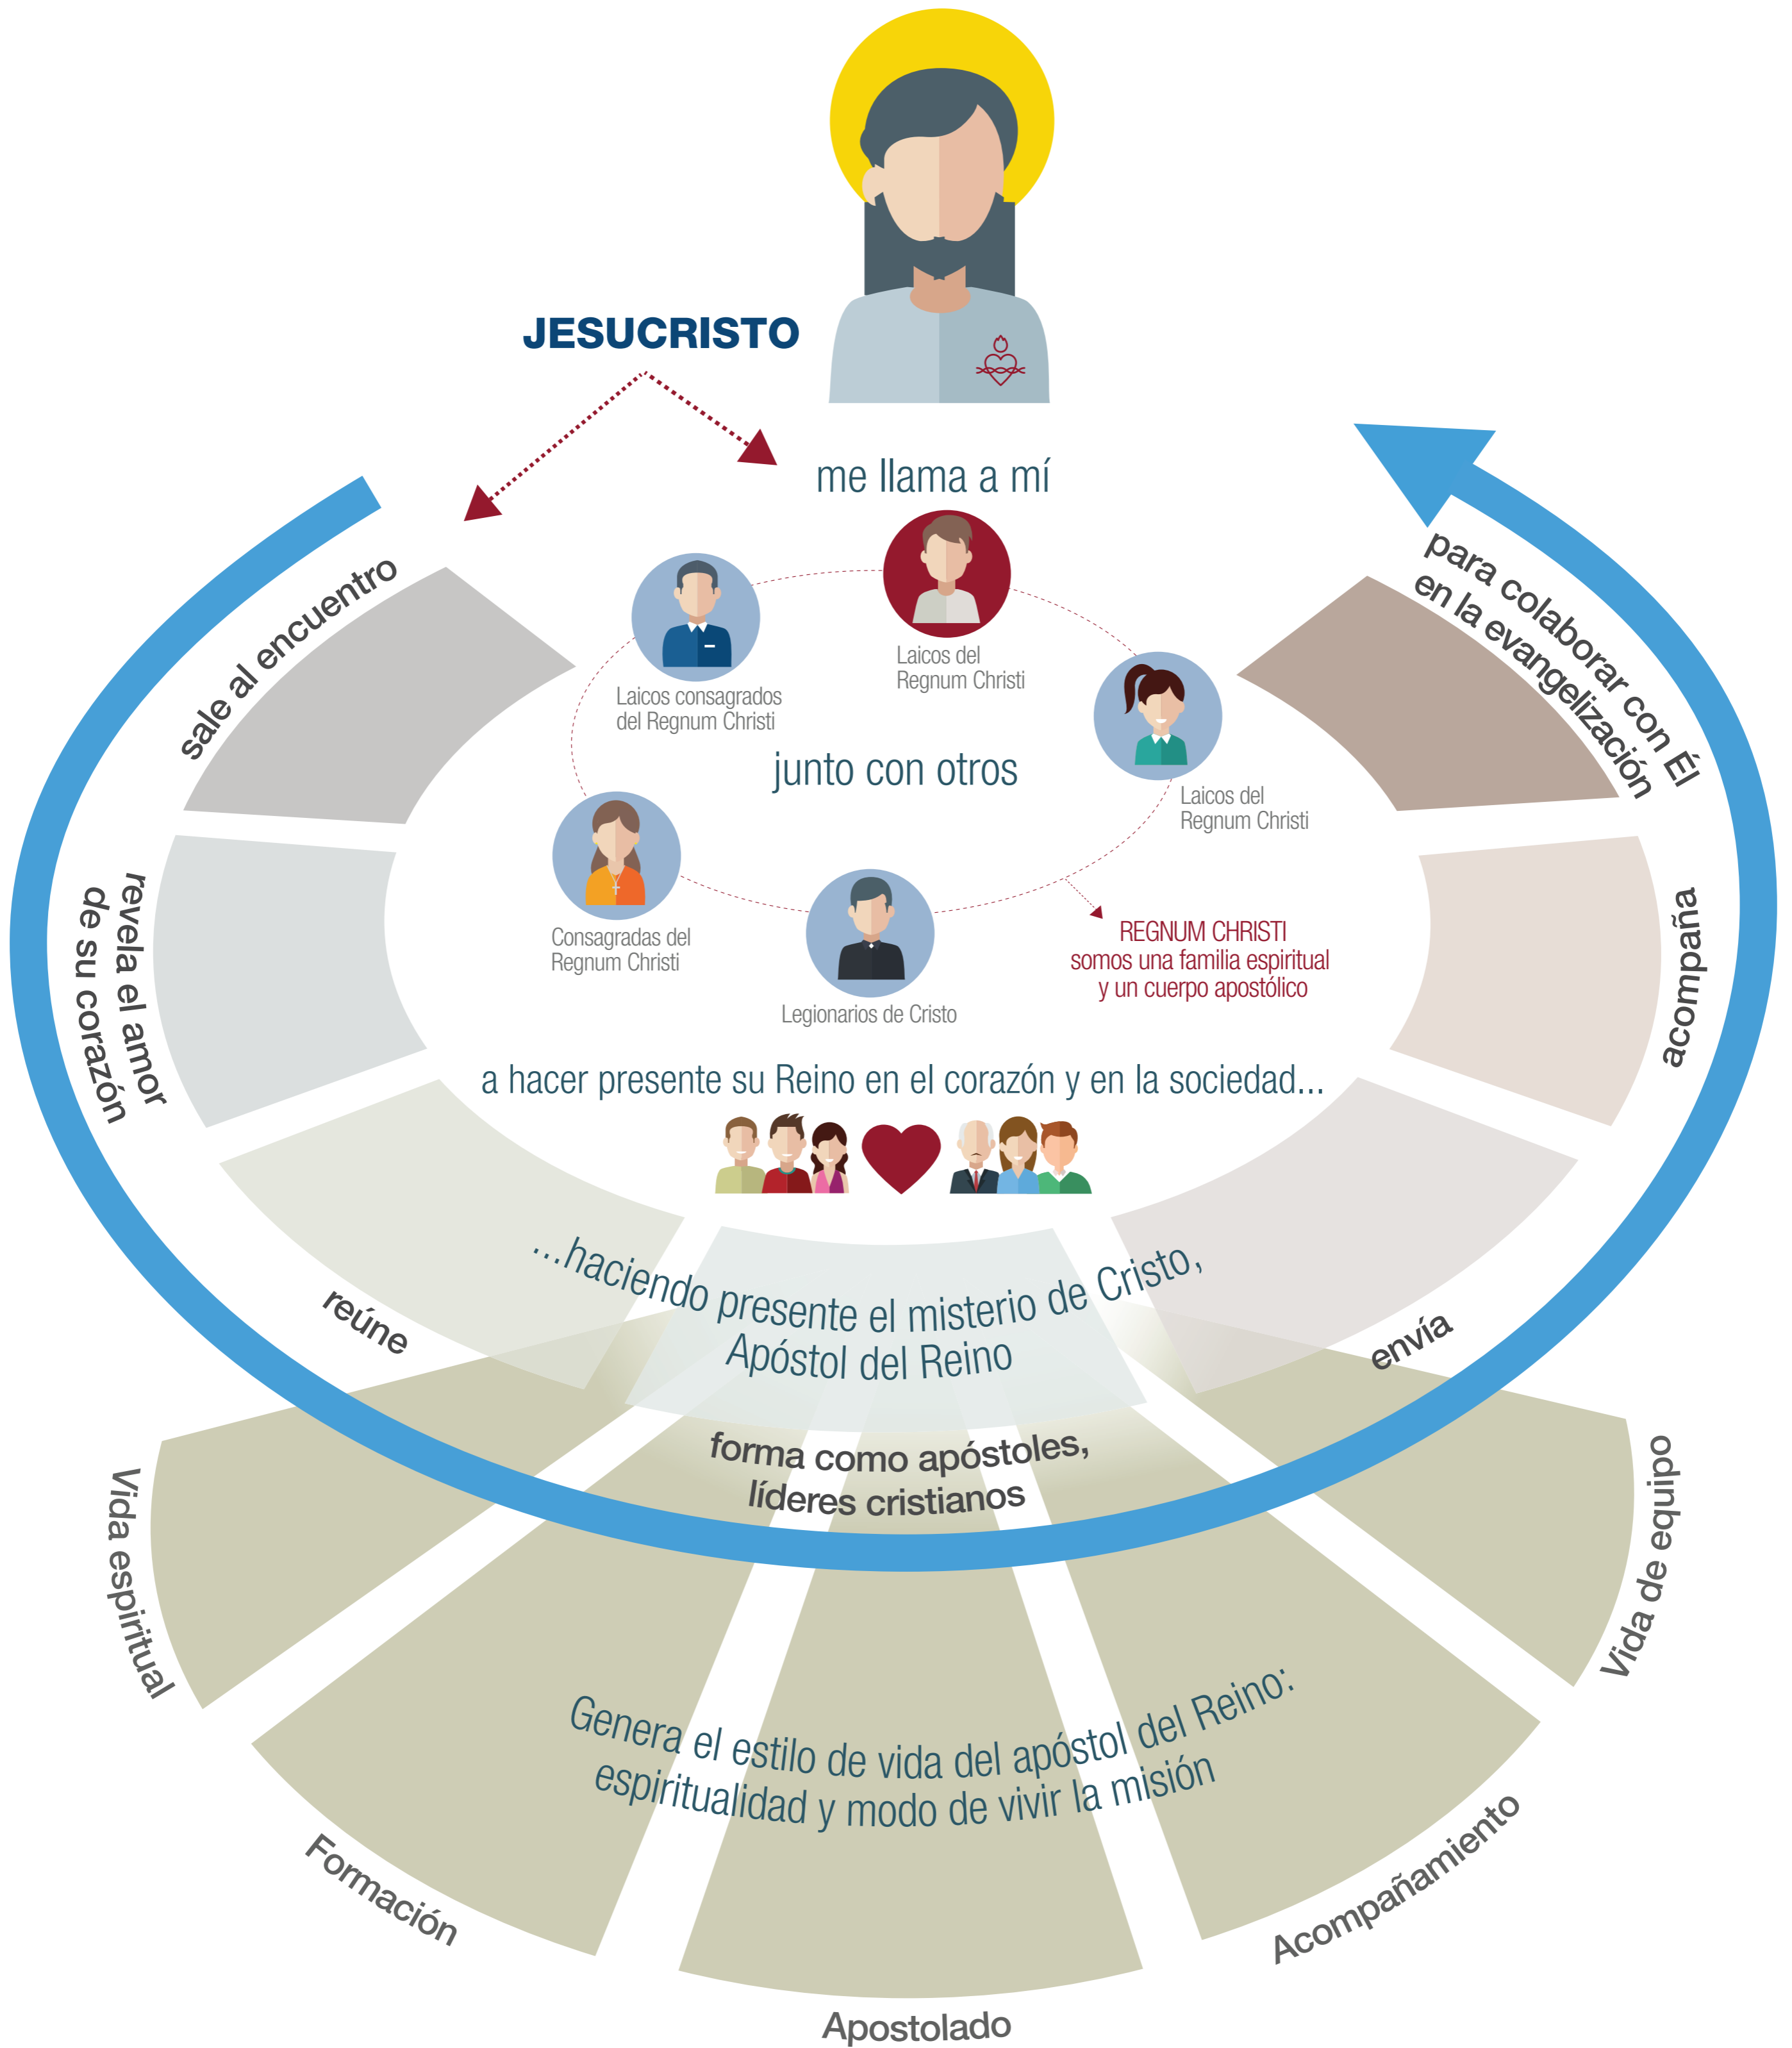 JESUCRISTO
me llama a mí
Laicos del
Regnum Christi
Laicos consagrados
del Regnum Christi
junto con otros
Laicos del
Regnum Christi
Consagradas del
Regnum Christi
Legionarios de Cristo
REGNUM CHRISTI
somos una familia espiritual
y un cuerpo apostólico
a hacer presente su Reino en el corazón y en la sociedad...
sale al encuentro
revela el amor
de su corazón
reúne
forma como apóstoles,
líderes cristianos
envía
acompaña
para colaborar con Él
en la evangelización
...haciendo presente el misterio de Cristo,
Apóstol del Reino
Genera el estilo de vida del apóstol del Reino:
espiritualidad y modo de vivir la misión
Vida espiritual
Formación
Apostolado
Acompañamiento
Vida de equipo